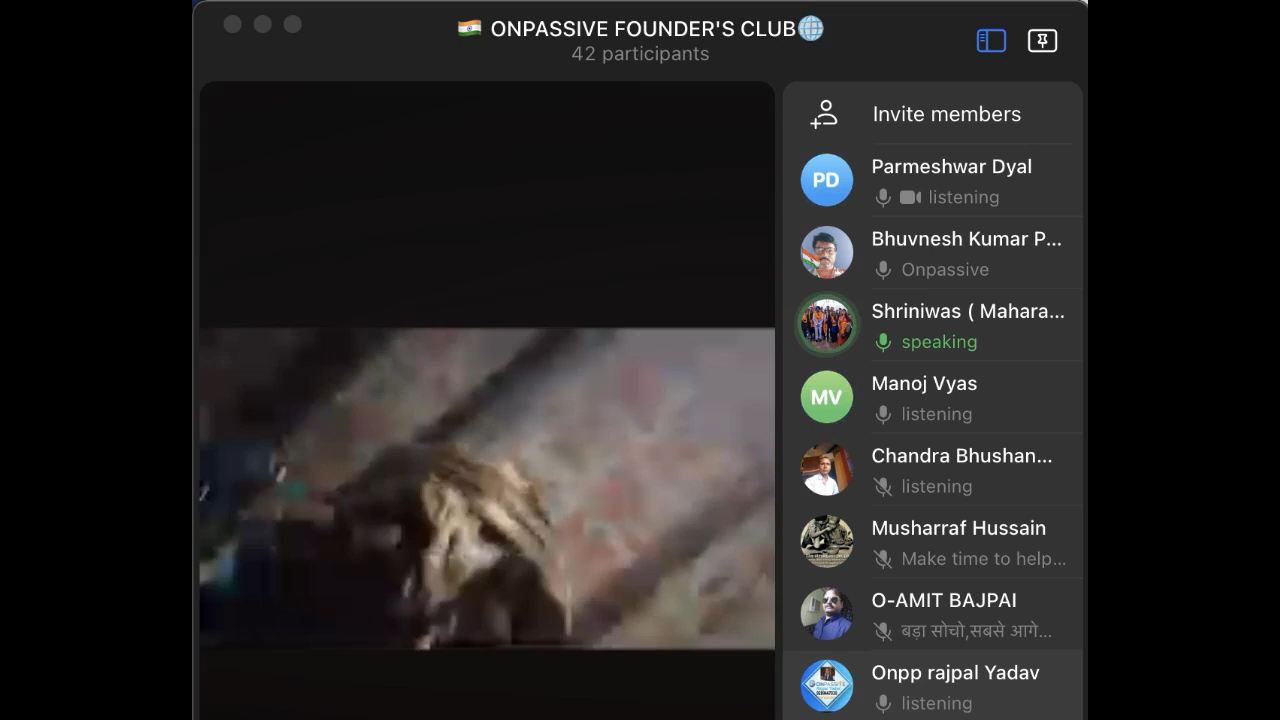 🇮🇳 ONPASSIVE FOUNDER'S CLUB🌐
42 participants
Invite members
PD
Parmeshwar Dyal
listening
Bhuvnesh Kumar P...
Onpassive
Shriniwas ( Mahara...
speaking
MV
Manoj Vyas
listening
Chandra Bhushan...
listening
Musharraf Hussain
Make time to help...
O-AMIT BAJPAI
बड़ा सोचो,सबसे आगे...
Onpp rajpal Yadav
listening